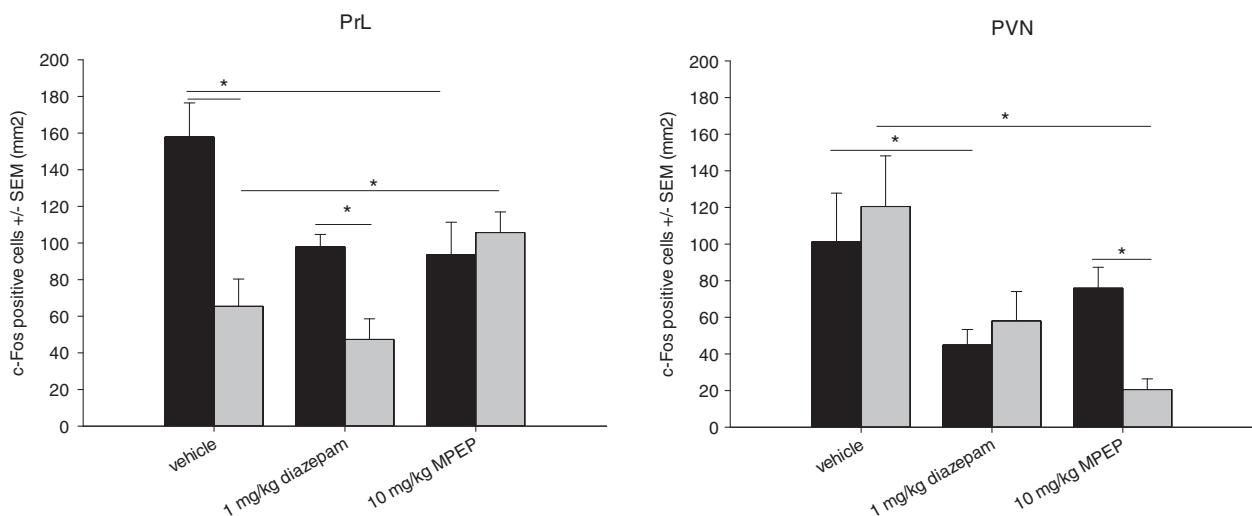 PrL
c-Fos positive cells +/- SEM (mm2)
200
180
160
140
120
100
80
60
40
20
0
*
*
*
vehicle
1 mg/kg diazepam
10 mg/kg MPEP
PVN
c-Fos positive cells +/- SEM (mm2)
200
180
160
140
120
100
80
60
40
20
0
*
*
*
vehicle
1 mg/kg diazepam
10 mg/kg MPEP